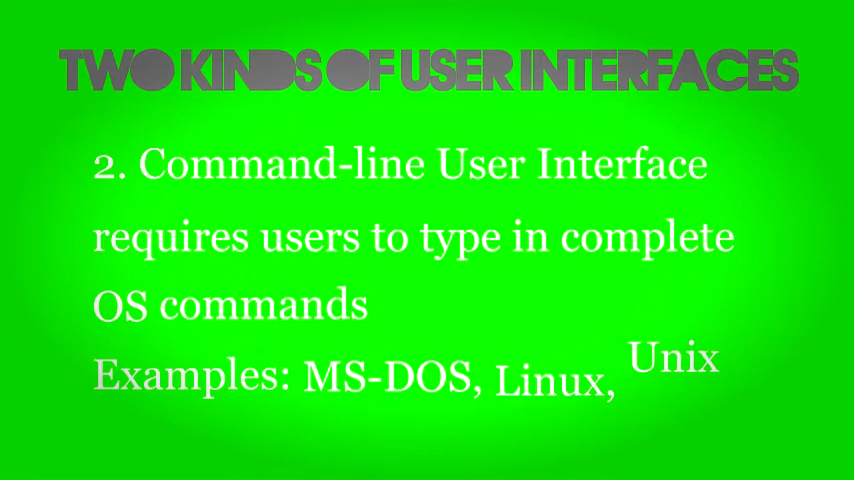 TWO KINDS OF USER INTERFACES
2. Command-line User Interface
requires users to type in complete
OS commands
Examples: MS-DOS, Linux, Unix